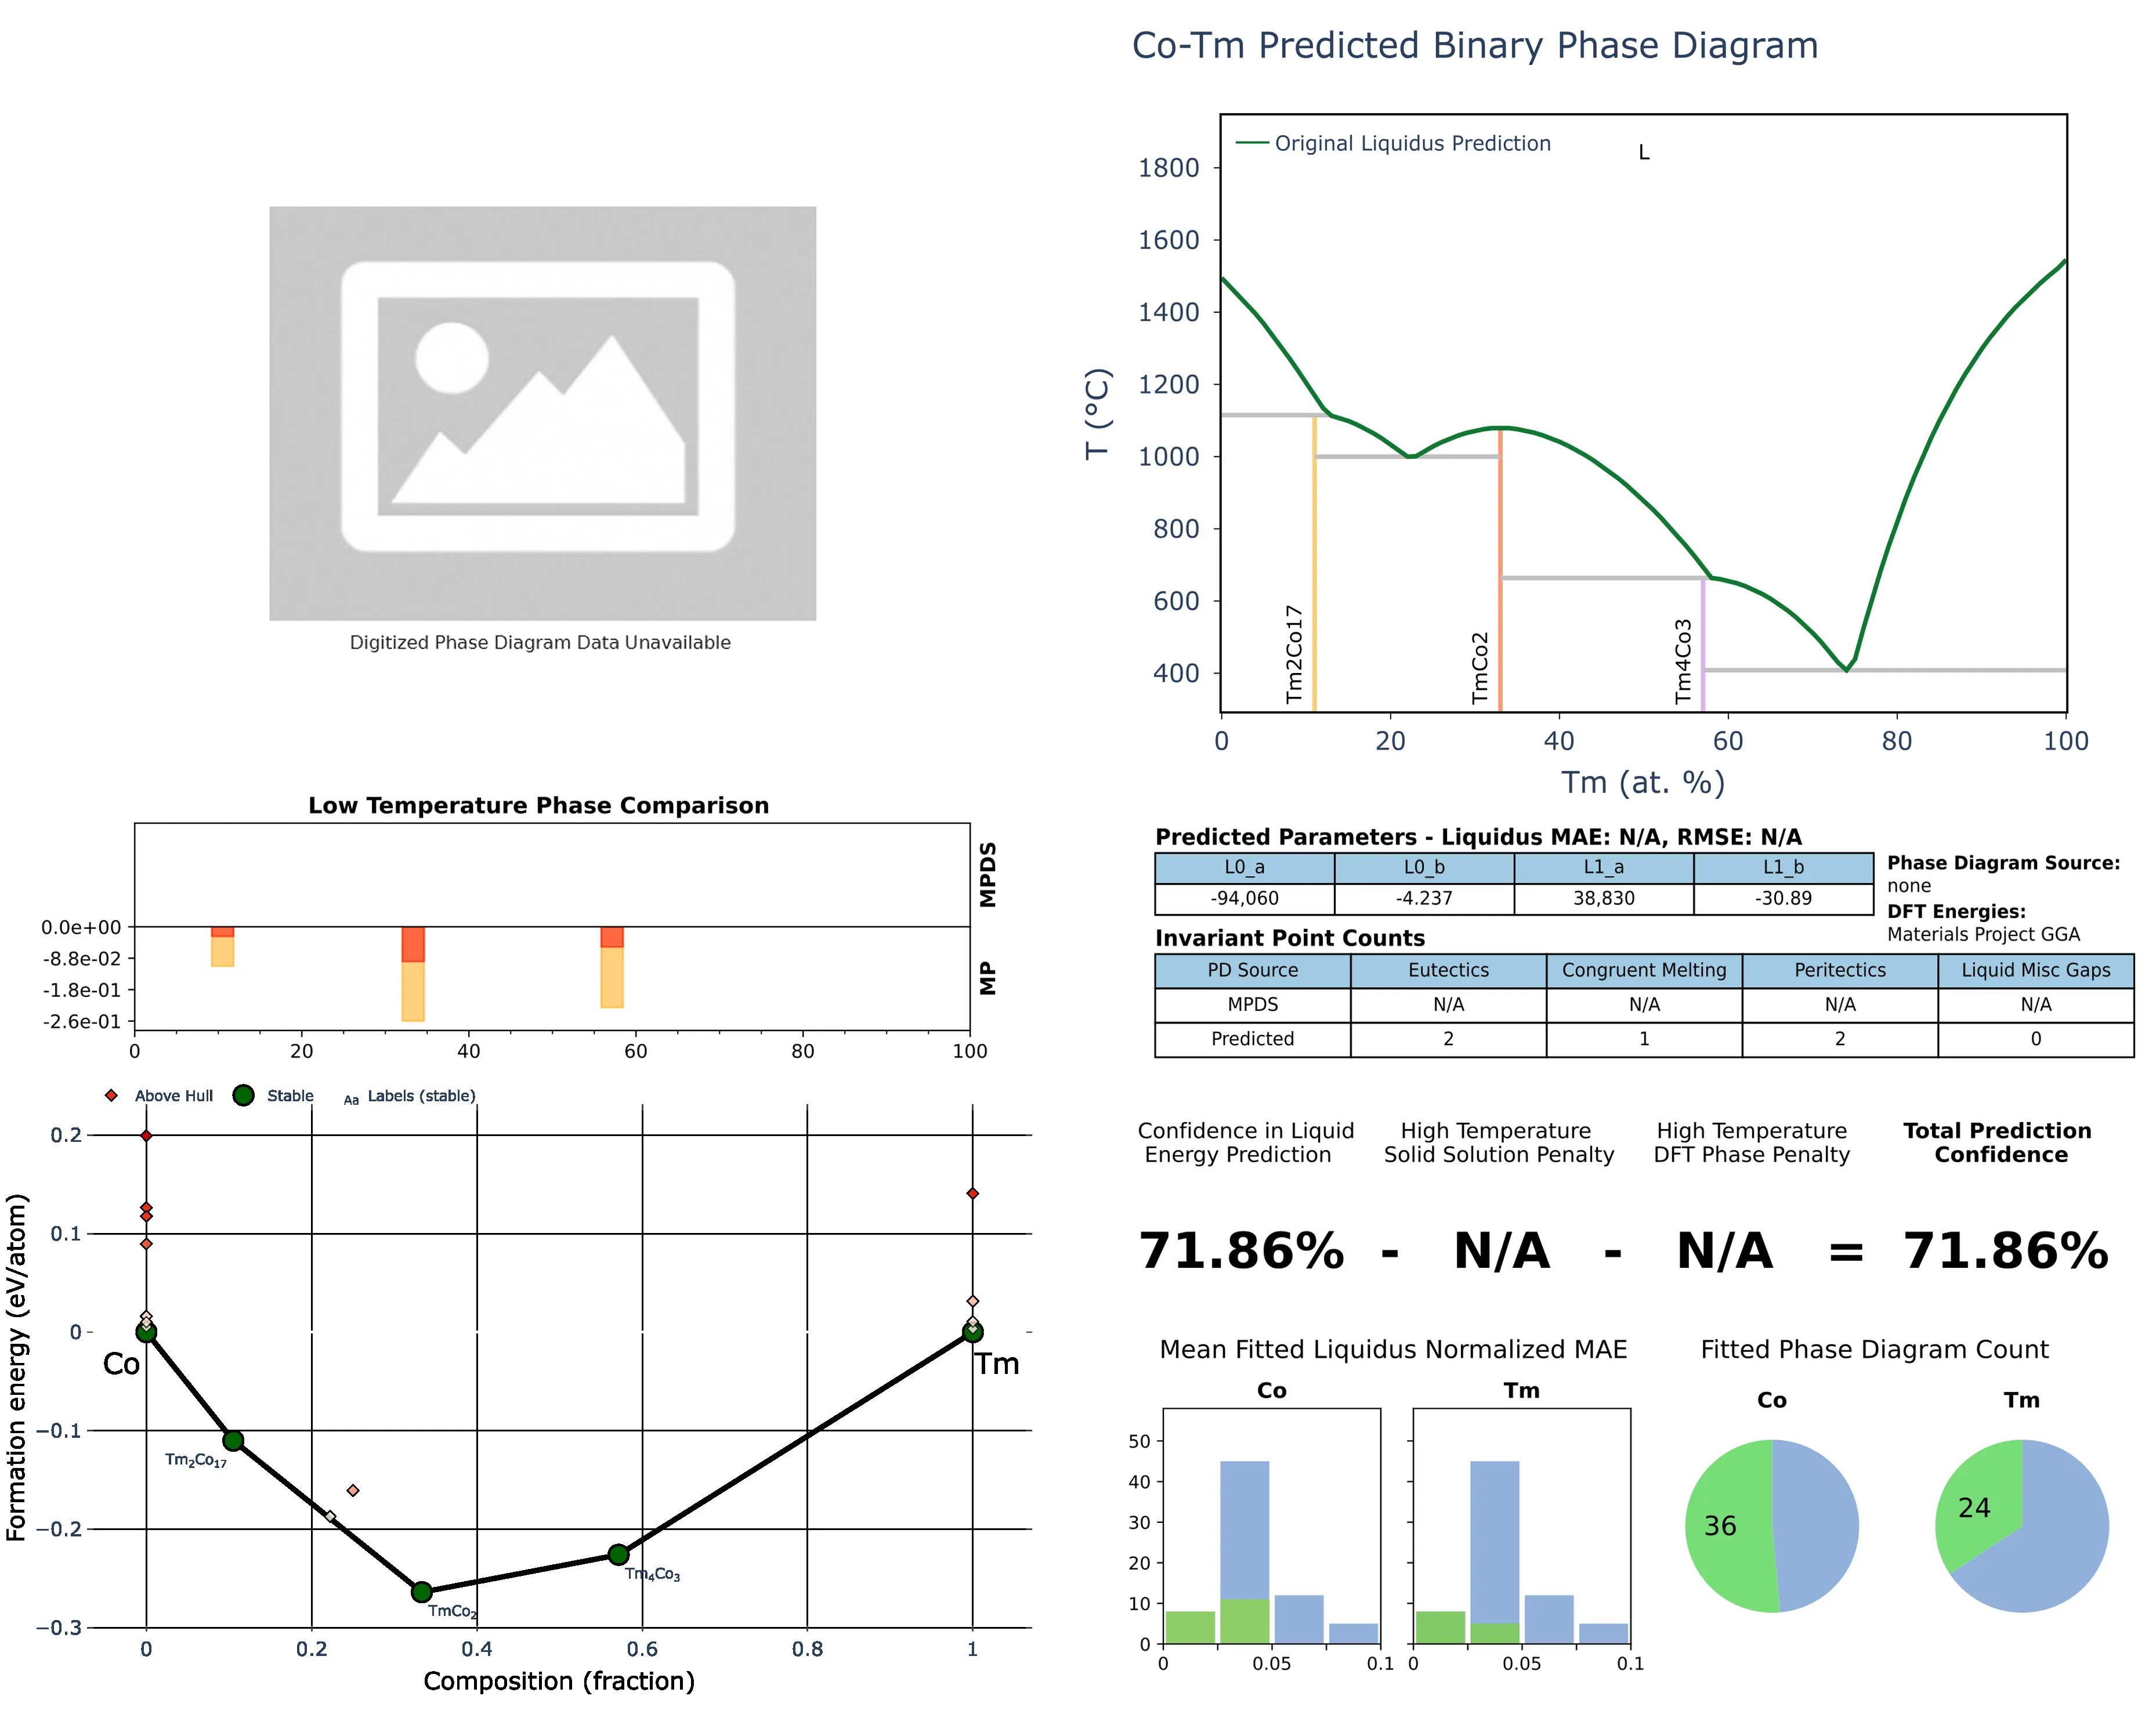 Co-Tm Predicted Binary Phase Diagram
Original Liquidus Prediction
L
1800
1600
1400
1200
1000
800
600
400
T (°C)
Tm2Co17
TmCo2
Tm4Co3
0 20 40 60 80 100
Tm (at. %)
Digitized Phase Diagram Data Unavailable
Low Temperature Phase Comparison
MPDS
MP
0.0e+00
-8.8e-02
-1.8e-01
-2.6e-01
0 20 40 60 80 100
Predicted Parameters - Liquidus MAE: N/A, RMSE: N/A
L0_a L0_b L1_a L1_b
-94,060 -4.237 38,830 -30.89
Phase Diagram Source:
none
DFT Energies:
Materials Project GGA
Invariant Point Counts
PD Source Eutectics Congruent Melting Peritectics Liquid Misc Gaps
MPDS N/A N/A N/A N/A
Predicted 2 1 2 0
Above Hull Stable Aa Labels (stable)
0.2
0.1
0
−0.1
−0.2
−0.3
Formation energy (eV/atom)
Co
Tm
Tm₂Co₁₇
TmCo₂
Tm₄Co₃
0 0.2 0.4 0.6 0.8 1
Composition (fraction)
Confidence in Liquid
Energy Prediction
High Temperature
Solid Solution Penalty
High Temperature
DFT Phase Penalty
Total Prediction
Confidence
71.86% - N/A - N/A = 71.86%
Mean Fitted Liquidus Normalized MAE
Co
Tm
50
40
30
20
10
0
0 0.05 0.1
0 0.05 0.1
Fitted Phase Diagram Count
Co
36
Tm
24